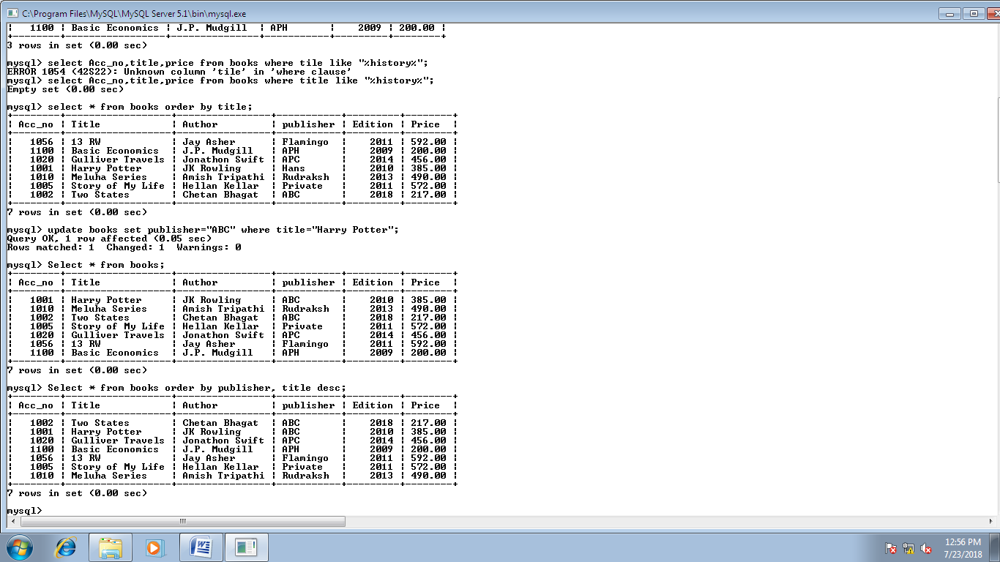 C:\Program Files\MySQL\MySQL Server 5.1\bin\mysql.exe
¦   1100 ¦ Basic Economics ¦ J.P. Mudgill  ¦ APH       ¦    2009 ¦ 200.00 ¦
3 rows in set (0.00 sec)
mysql> select Acc_no,title,price from books where tile like "%history%";
ERROR 1054 (42S22): Unknown column 'tile' in 'where clause'
mysql> select Acc_no,title,price from books where title like "%history%";
Empty set (0.00 sec)
mysql> select * from books order by title;
¦ Acc_no ¦ Title            ¦ Author         ¦ publisher ¦ Edition ¦ Price  ¦
¦   1056 ¦ 13 RW            ¦ Jay Asher      ¦ Flamingo  ¦    2011 ¦ 592.00 ¦
¦   1100 ¦ Basic Economics  ¦ J.P. Mudgill   ¦ APH       ¦    2009 ¦ 200.00 ¦
¦   1020 ¦ Gulliver Travels ¦ Jonathon Swift ¦ APC       ¦    2014 ¦ 456.00 ¦
¦   1001 ¦ Harry Potter     ¦ JK Rowling     ¦ Hans      ¦    2010 ¦ 385.00 ¦
¦   1010 ¦ Meluha Series    ¦ Amish Tripathi ¦ Rudraksh  ¦    2013 ¦ 490.00 ¦
¦   1005 ¦ Story of My Life ¦ Hellan Kellar  ¦ Private   ¦    2011 ¦ 572.00 ¦
¦   1002 ¦ Two States       ¦ Chetan Bhagat  ¦ ABC       ¦    2018 ¦ 217.00 ¦
7 rows in set (0.00 sec)
mysql> update books set publisher="ABC" where title="Harry Potter";
Query OK, 1 row affected (0.05 sec)
Rows matched: 1  Changed: 1  Warnings: 0
mysql> Select * from books;
¦ Acc_no ¦ Title            ¦ Author         ¦ publisher ¦ Edition ¦ Price  ¦
¦   1001 ¦ Harry Potter     ¦ JK Rowling     ¦ ABC       ¦    2010 ¦ 385.00 ¦
¦   1010 ¦ Meluha Series    ¦ Amish Tripathi ¦ Rudraksh  ¦    2013 ¦ 490.00 ¦
¦   1002 ¦ Two States       ¦ Chetan Bhagat  ¦ ABC       ¦    2018 ¦ 217.00 ¦
¦   1005 ¦ Story of My Life ¦ Hellan Kellar  ¦ Private   ¦    2011 ¦ 572.00 ¦
¦   1020 ¦ Gulliver Travels ¦ Jonathon Swift ¦ APC       ¦    2014 ¦ 456.00 ¦
¦   1056 ¦ 13 RW            ¦ Jay Asher      ¦ Flamingo  ¦    2011 ¦ 592.00 ¦
¦   1100 ¦ Basic Economics  ¦ J.P. Mudgill   ¦ APH       ¦    2009 ¦ 200.00 ¦
7 rows in set (0.00 sec)
mysql> Select * from books order by publisher, title desc;
¦ Acc_no ¦ Title            ¦ Author         ¦ publisher ¦ Edition ¦ Price  ¦
¦   1002 ¦ Two States       ¦ Chetan Bhagat  ¦ ABC       ¦    2018 ¦ 217.00 ¦
¦   1001 ¦ Harry Potter     ¦ JK Rowling     ¦ ABC       ¦    2010 ¦ 385.00 ¦
¦   1020 ¦ Gulliver Travels ¦ Jonathon Swift ¦ APC       ¦    2014 ¦ 456.00 ¦
¦   1100 ¦ Basic Economics  ¦ J.P. Mudgill   ¦ APH       ¦    2009 ¦ 200.00 ¦
¦   1056 ¦ 13 RW            ¦ Jay Asher      ¦ Flamingo  ¦    2011 ¦ 592.00 ¦
¦   1005 ¦ Story of My Life ¦ Hellan Kellar  ¦ Private   ¦    2011 ¦ 572.00 ¦
¦   1010 ¦ Meluha Series    ¦ Amish Tripathi ¦ Rudraksh  ¦    2013 ¦ 490.00 ¦
7 rows in set (0.00 sec)
mysql>
12:56 PM
7/23/2018